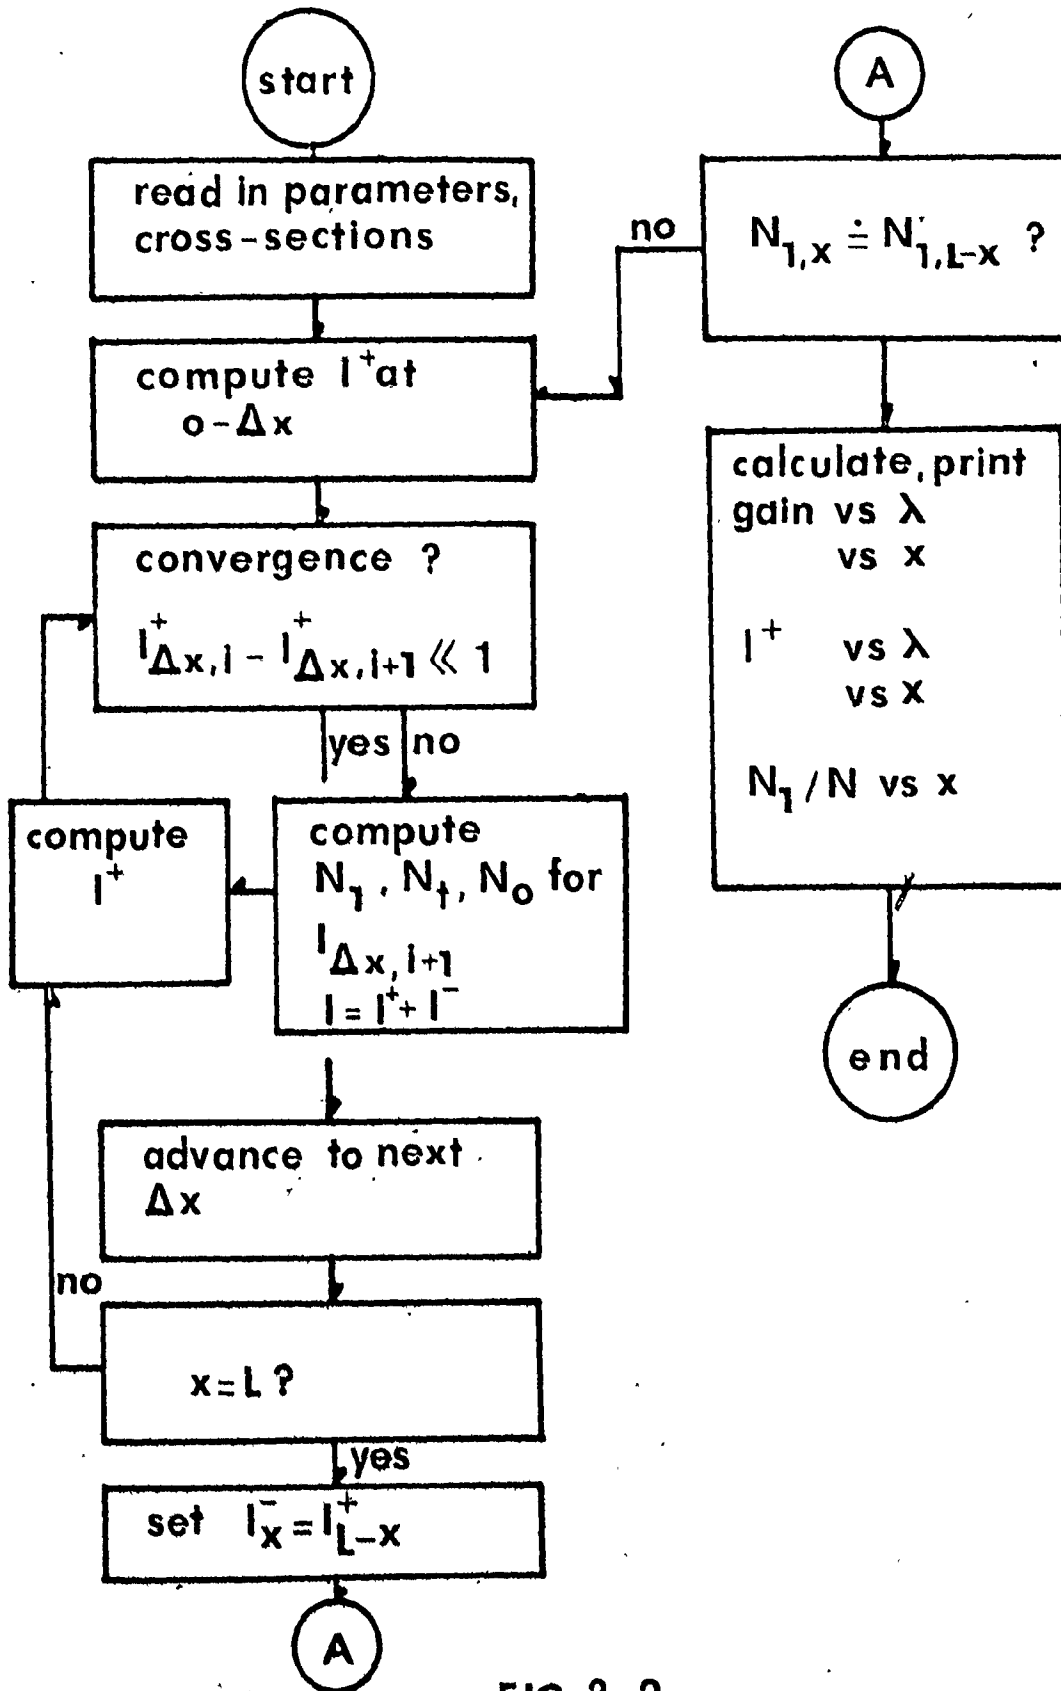 start
read in parameters,
cross-sections
compute I⁺ at
o-Δx
convergence ?
I⁺Δx,i - I⁺Δx,i+1 ≪ 1
yes
no
compute
N₁, Nₜ, N₀ for
IΔx,i+1
I = I⁺ + I⁻
compute
I⁺
advance to next
Δx
no
x = L ?
yes
set I⁻ₓ = I⁺L-x
A
A
N₁,ₓ ≐ N₁,L-x ?
no
calculate, print
gain vs λ
vs x
I⁺ vs λ
vs x
N₁/N vs x
end